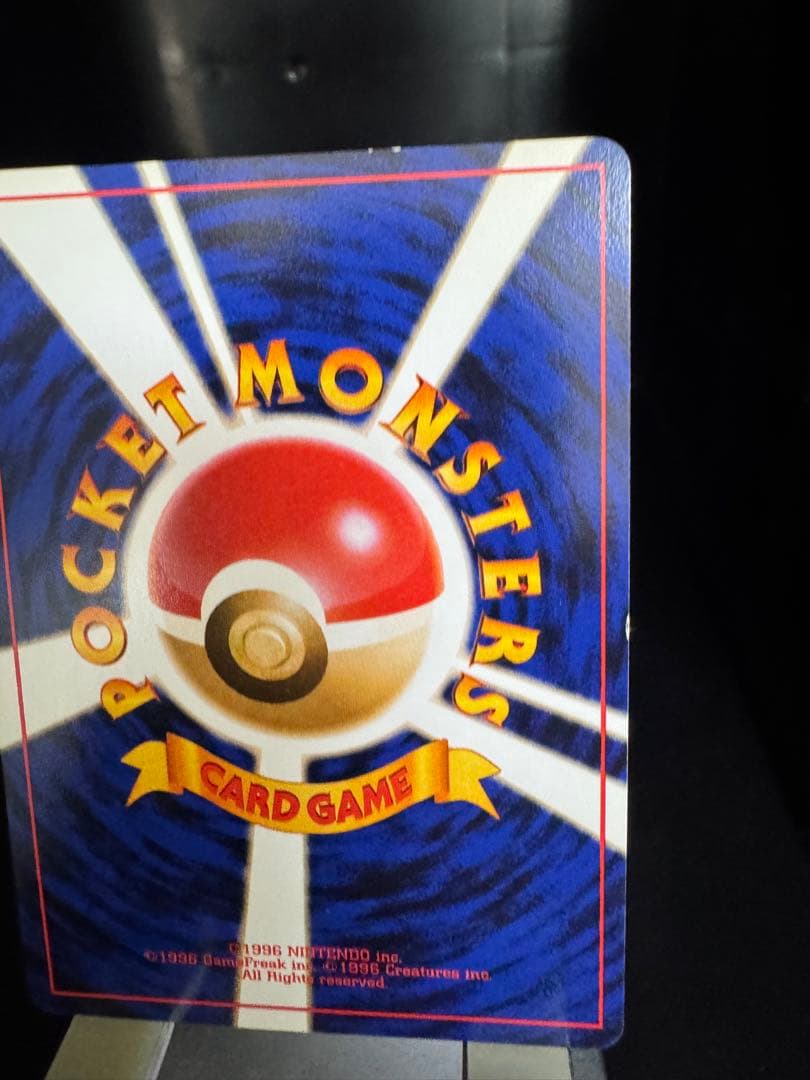 POCKET MONSTERS
CARD GAME
©1996 NINTENDO inc.
©1996 GameFreak inc. ©1996 Creatures inc.
All Rights reserved.